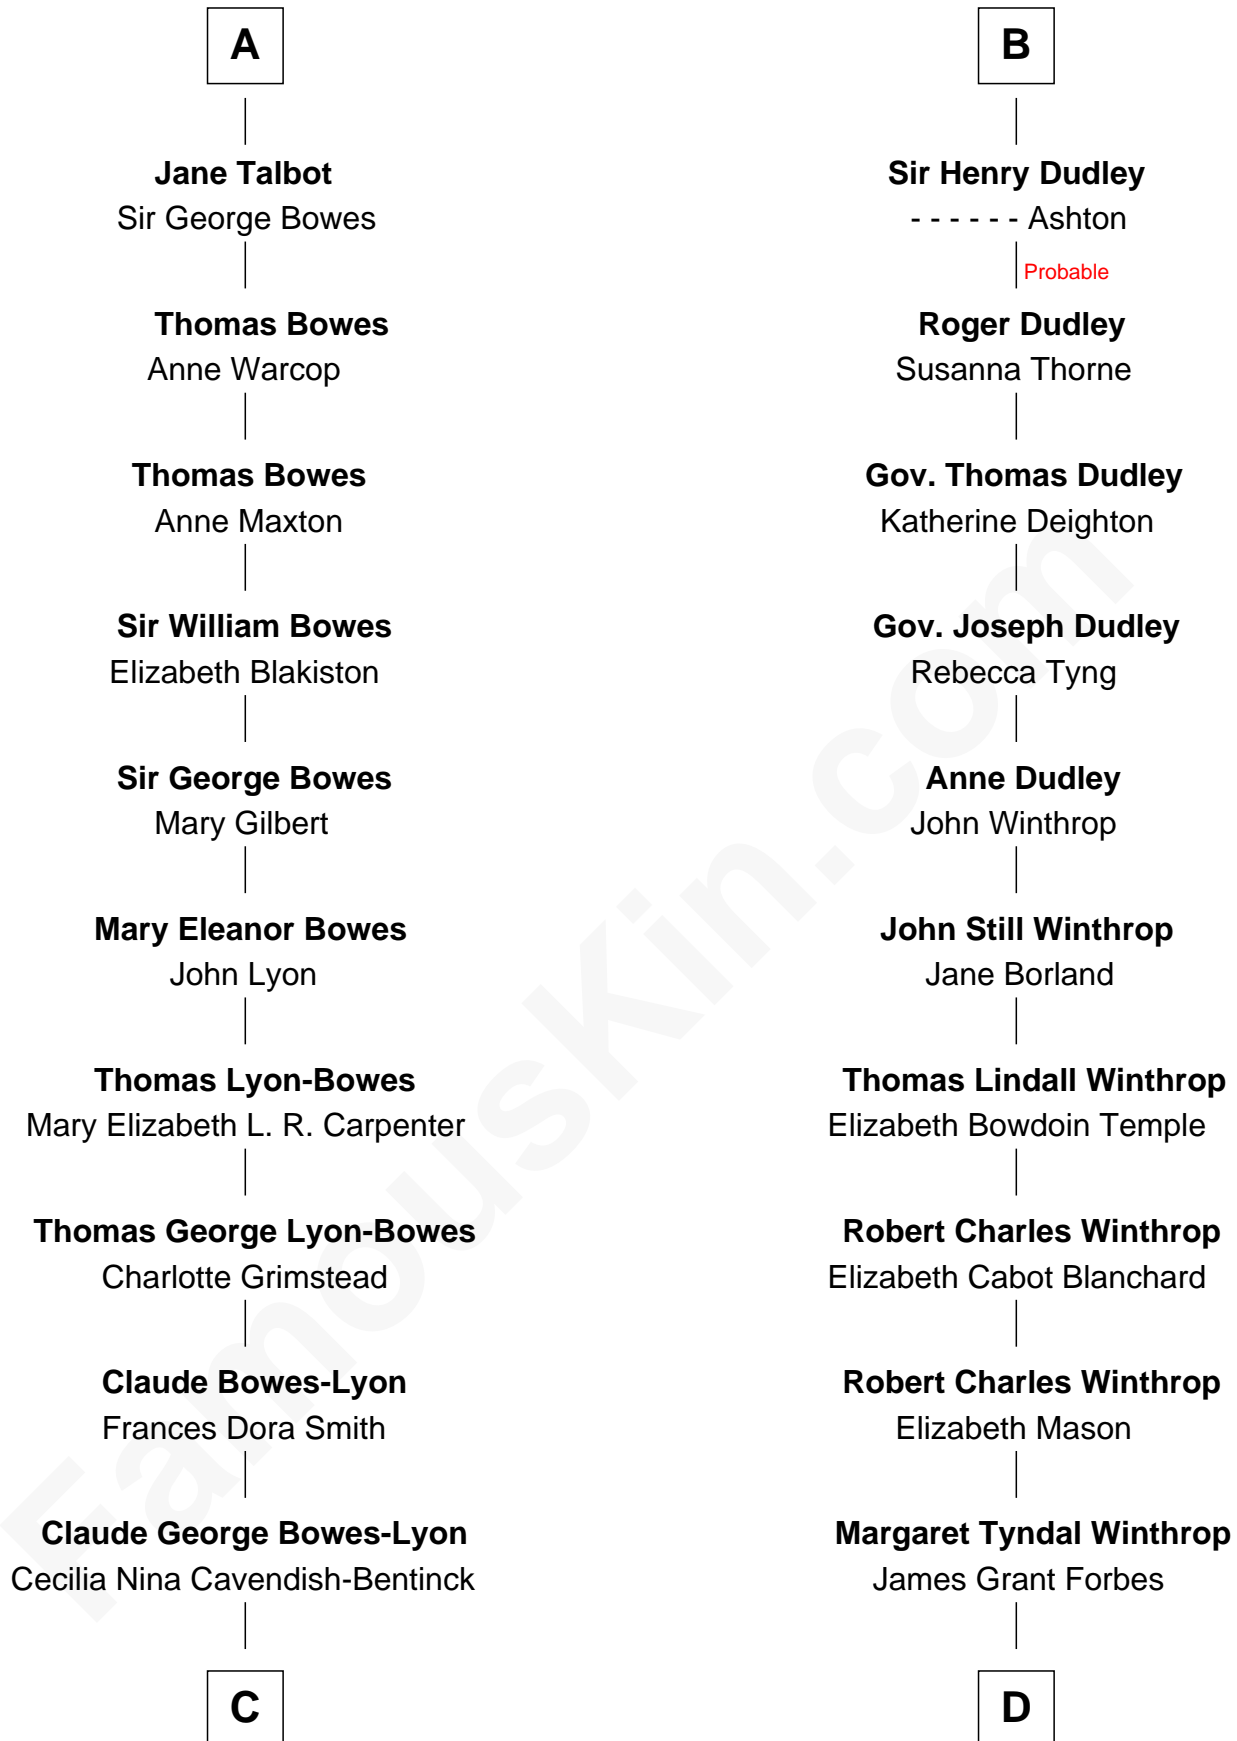 A
Jane Talbot
Sir George Bowes
Thomas Bowes
Anne Warcop
Thomas Bowes
Anne Maxton
Sir William Bowes
Elizabeth Blakiston
Sir George Bowes
Mary Gilbert
Mary Eleanor Bowes
John Lyon
Thomas Lyon-Bowes
Mary Elizabeth L. R. Carpenter
Thomas George Lyon-Bowes
Charlotte Grimstead
Claude Bowes-Lyon
Frances Dora Smith
Claude George Bowes-Lyon
Cecilia Nina Cavendish-Bentinck
C
B
Sir Henry Dudley
- - - - - - Ashton
Probable
Roger Dudley
Susanna Thorne
Gov. Thomas Dudley
Katherine Deighton
Gov. Joseph Dudley
Rebecca Tyng
Anne Dudley
John Winthrop
John Still Winthrop
Jane Borland
Thomas Lindall Winthrop
Elizabeth Bowdoin Temple
Robert Charles Winthrop
Elizabeth Cabot Blanchard
Robert Charles Winthrop
Elizabeth Mason
Margaret Tyndal Winthrop
James Grant Forbes
D
FamousKin.com